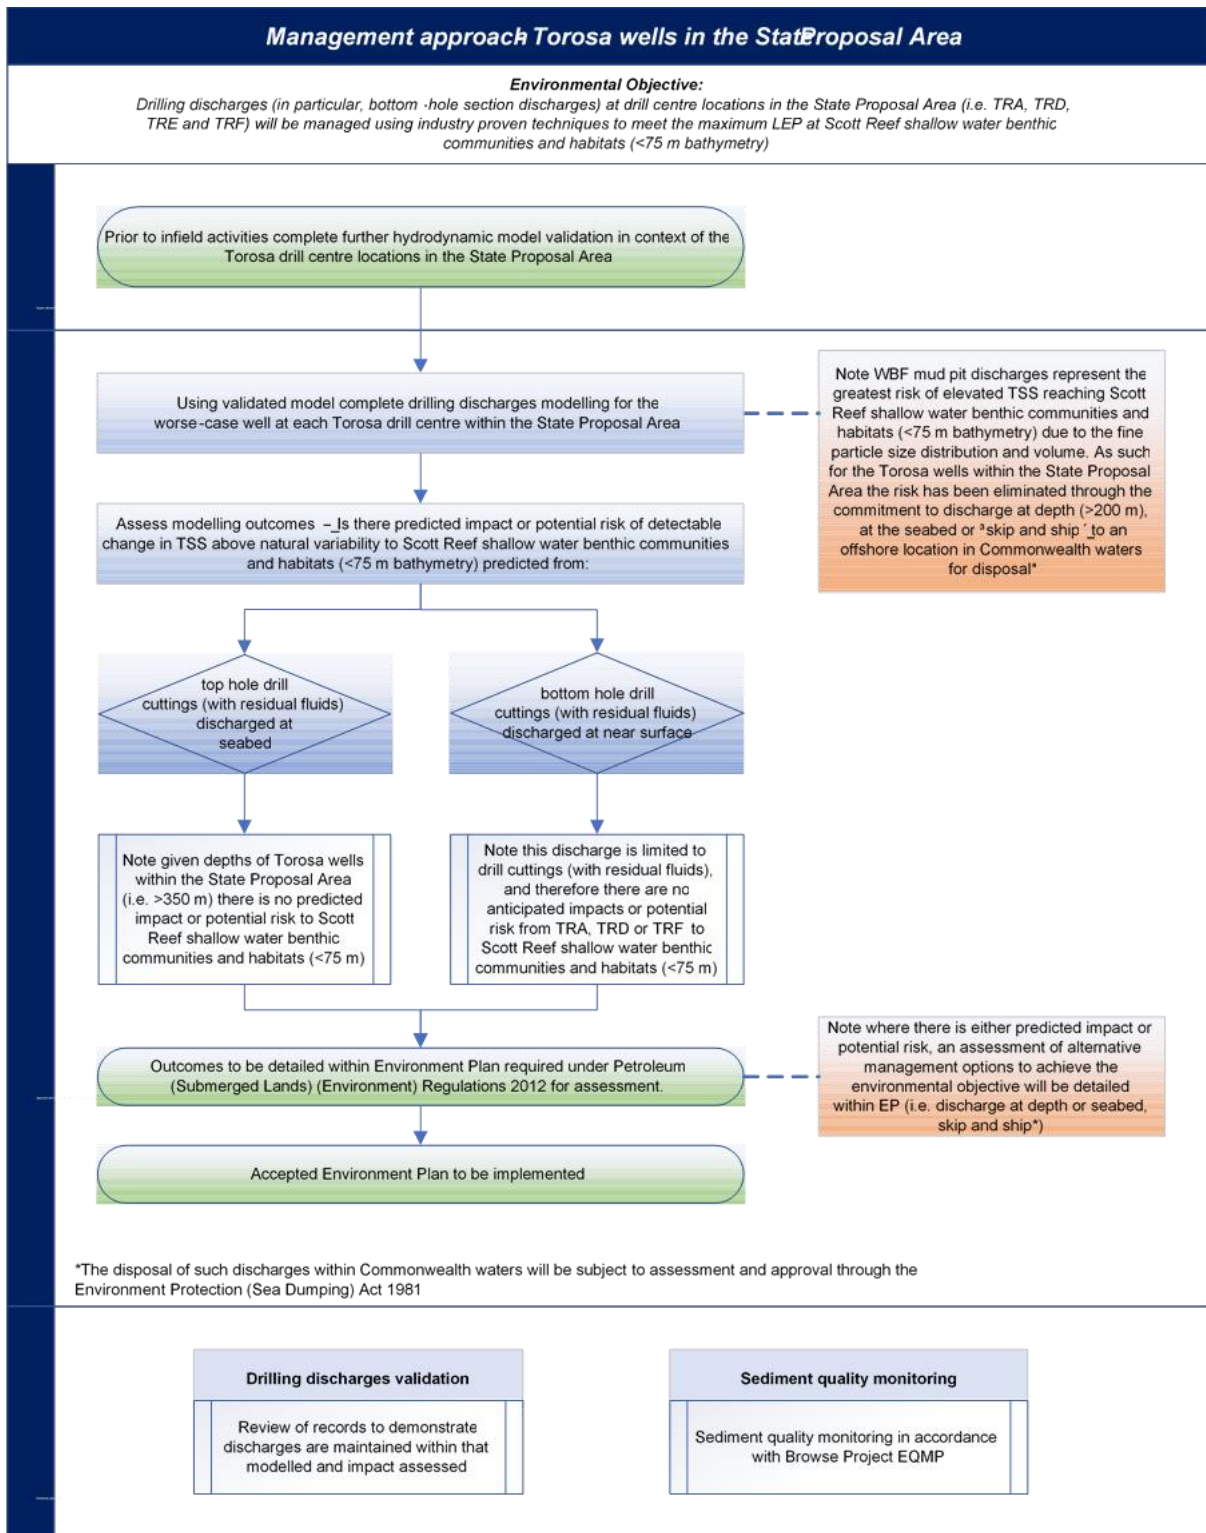 Management approach - Torosa wells in the State Proposal Area
Environmental Objective:
Drilling discharges (in particular, bottom -hole section discharges) at drill centre locations in the State Proposal Area (i.e. TRA, TRD,
TRE and TRF) will be managed using industry proven techniques to meet the maximum LEP at Scott Reef shallow water benthic
communities and habitats (<75 m bathymetry)
Prior to infield activities complete further hydrodynamic model validation in context of the
Torosa drill centre locations in the State Proposal Area
Using validated model complete drilling discharges modelling for the
worse-case well at each Torosa drill centre within the State Proposal Area
Note WBF mud pit discharges represent the
greatest risk of elevated TSS reaching Scott
Reef shallow water benthic communities and
habitats (<75 m bathymetry) due to the fine
particle size distribution and volume. As such
for the Torosa wells within the State Proposal
Area the risk has been eliminated through the
commitment to discharge at depth (>200 m),
at the seabed or ³skip and ship´ to an
offshore location in Commonwealth waters
for disposal*
Assess modelling outcomes – Is there predicted impact or potential risk of detectable
change in TSS above natural variability to Scott Reef shallow water benthic communities
and habitats (<75 m bathymetry) predicted from:
top hole drill
cuttings (with residual fluids)
discharged at
seabed
bottom hole drill
cuttings (with residual fluids)
discharged at near surface
Note given depths of Torosa wells
within the State Proposal Area
(i.e. >350 m) there is no predicted
impact or potential risk to Scott
Reef shallow water benthic
communities and habitats (<75 m)
Note this discharge is limited to
drill cuttings (with residual fluids),
and therefore there are no
anticipated impacts or potential
risk from TRA, TRD or TRF to
Scott Reef shallow water benthic
communities and habitats (<75 m)
Outcomes to be detailed within Environment Plan required under Petroleum
(Submerged Lands) (Environment) Regulations 2012 for assessment.
Note where there is either predicted impact or
potential risk, an assessment of alternative
management options to achieve the
environmental objective will be detailed
within EP (i.e. discharge at depth or seabed,
skip and ship*)
Accepted Environment Plan to be implemented
*The disposal of such discharges within Commonwealth waters will be subject to assessment and approval through the
Environment Protection (Sea Dumping) Act 1981
Drilling discharges validation
Review of records to demonstrate
discharges are maintained within that
modelled and impact assessed
Sediment quality monitoring
Sediment quality monitoring in accordance
with Browse Project EQMP